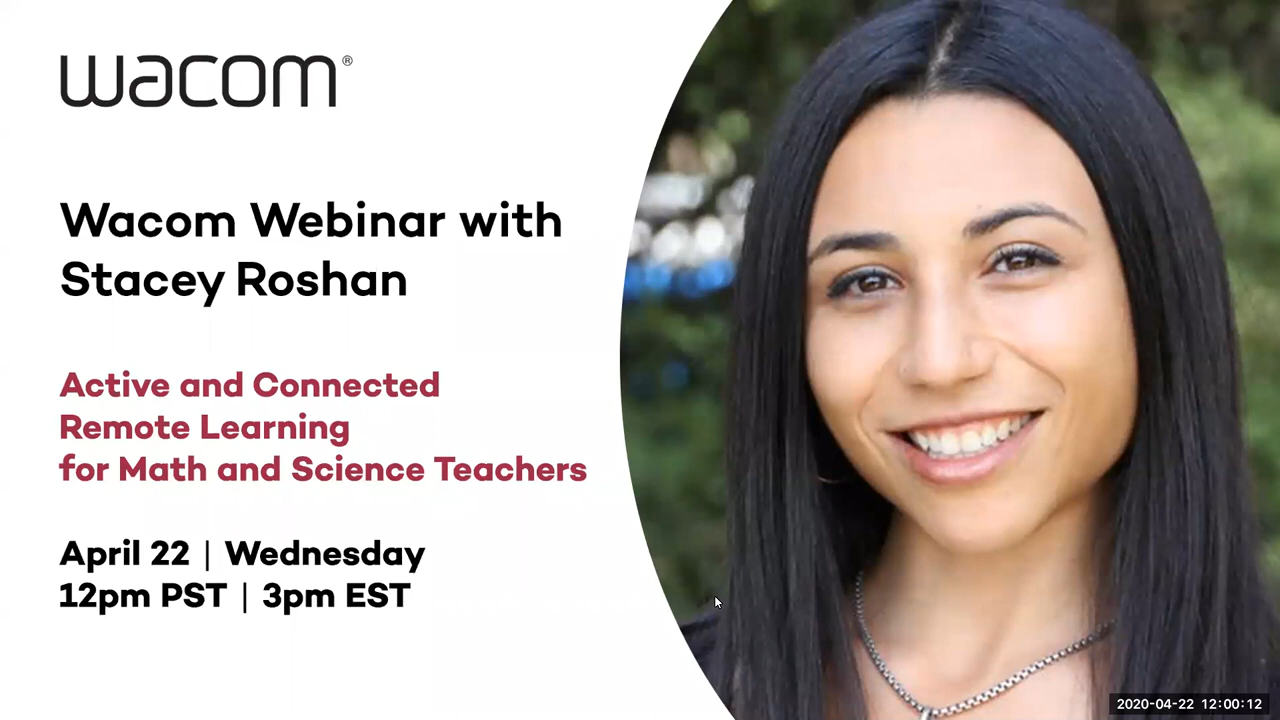 wacom®
Wacom Webinar with
Stacey Roshan
Active and Connected
Remote Learning
for Math and Science Teachers
April 22 | Wednesday
12pm PST | 3pm EST
2020-04-22 12:00:12